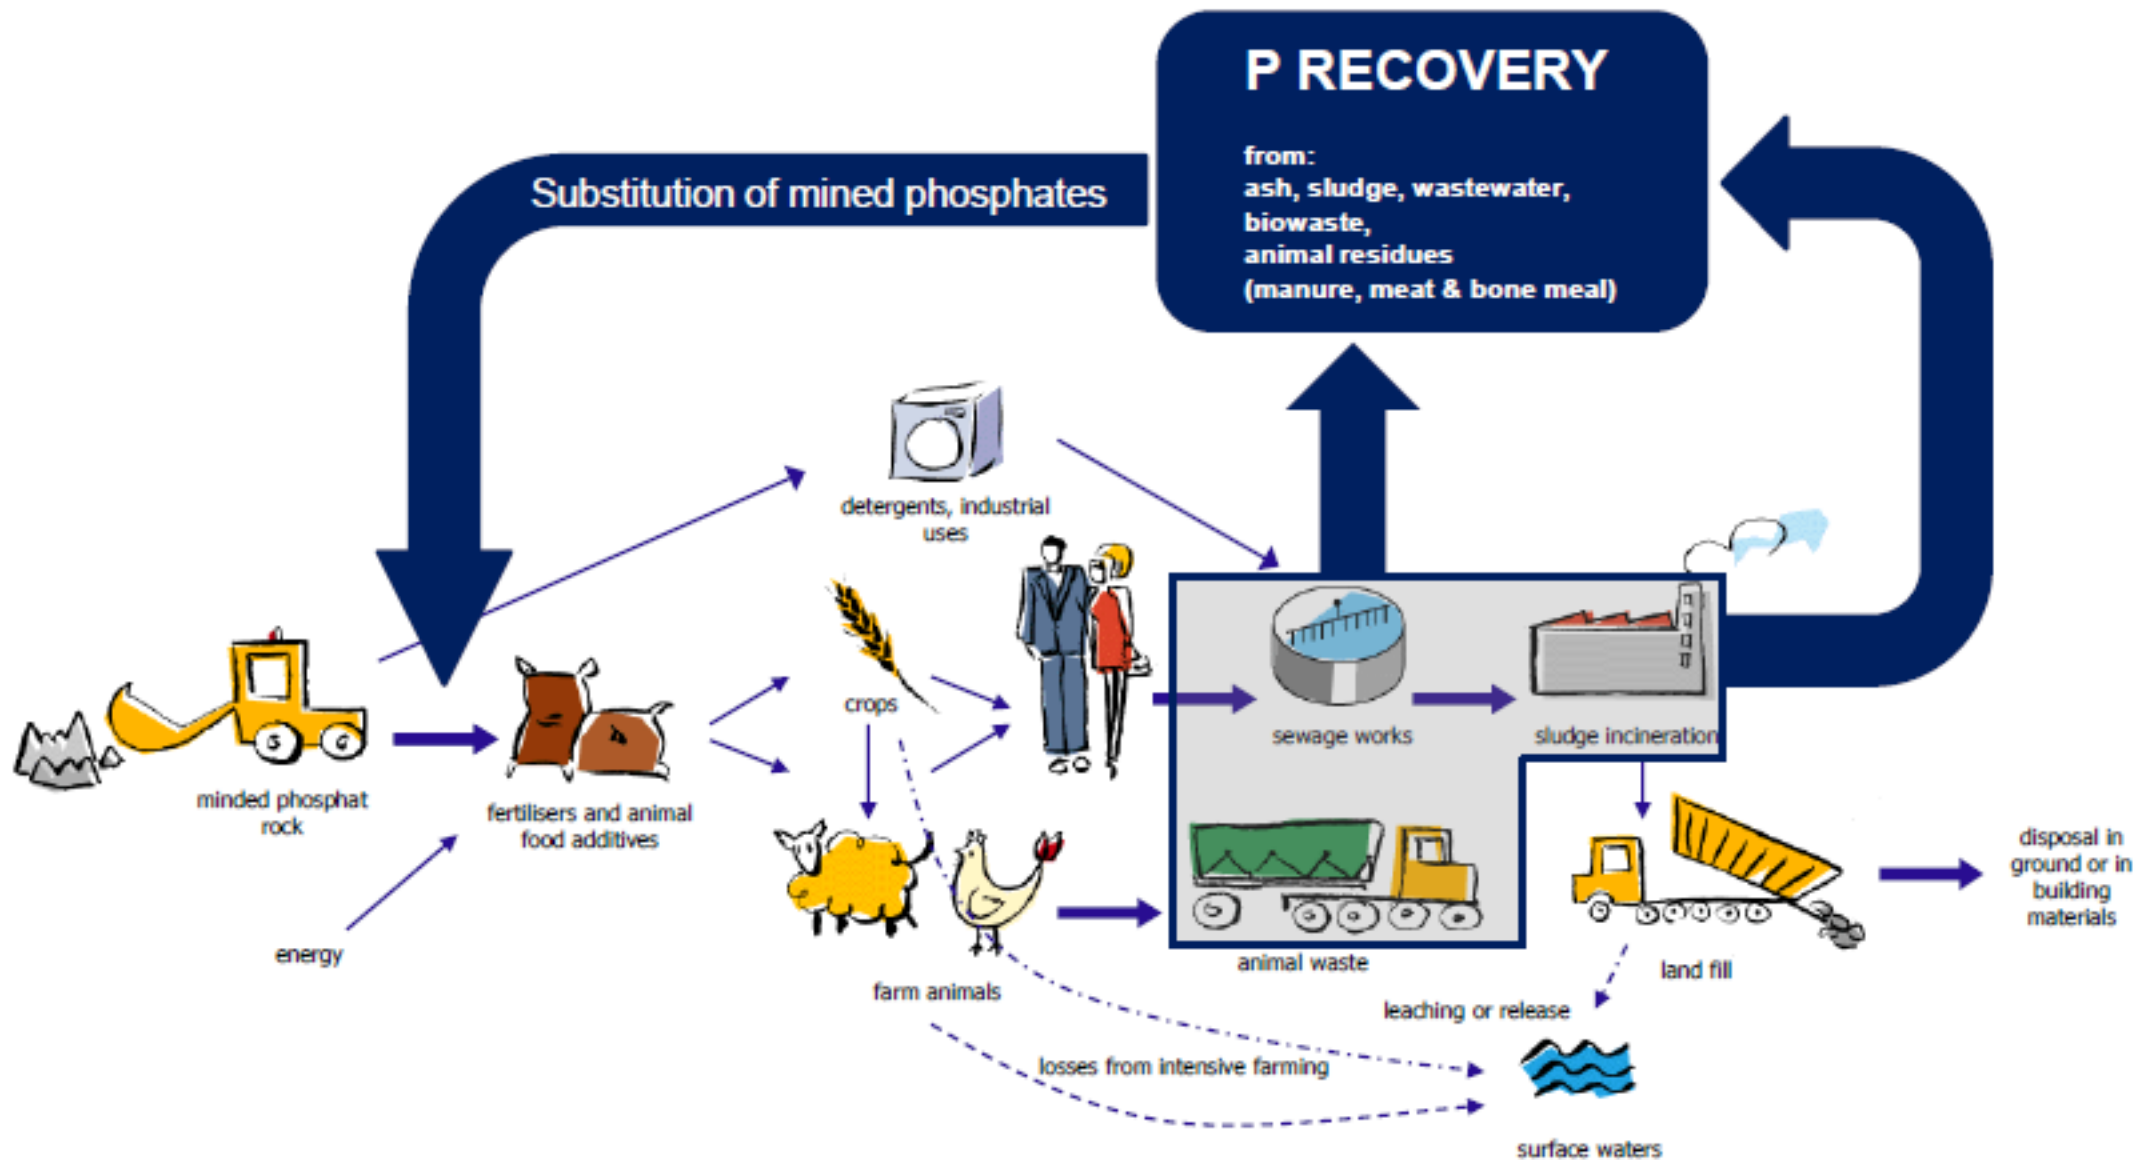 P RECOVERY
from:
ash, sludge, wastewater,
biowaste,
animal residues
(manure, meat & bone meal)
Substitution of mined phosphates
detergents, industrial
uses
crops
sewage works
sludge incineration
minded phosphat
rock
fertilisers and animal
food additives
disposal in
ground or in
building
materials
energy
animal waste
land fill
farm animals
leaching or release
losses from intensive farming
surface waters